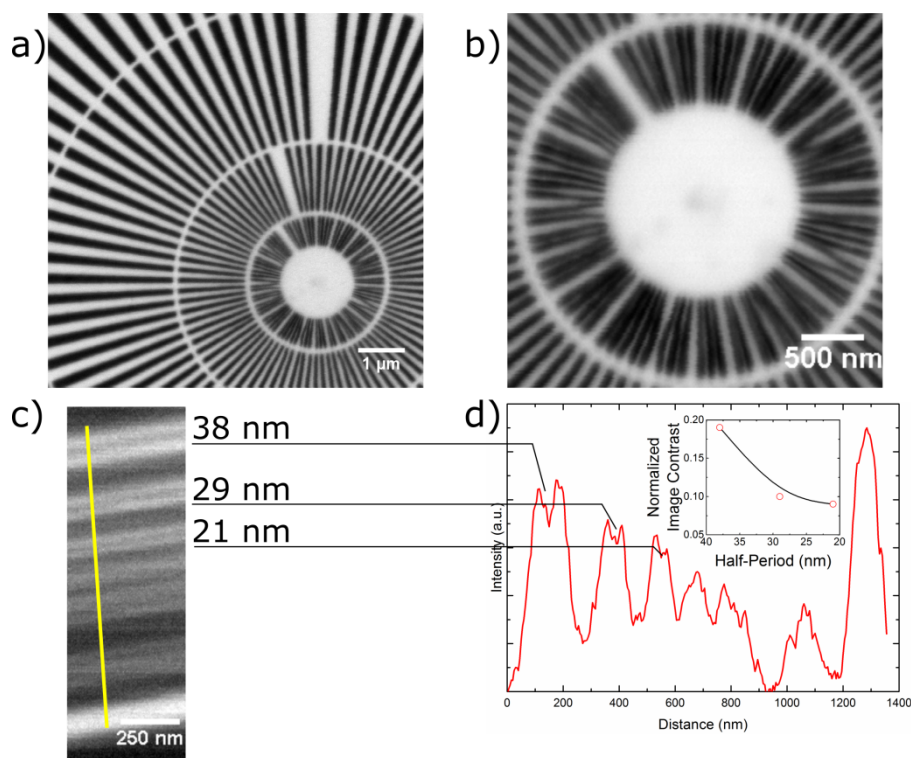 a)
1 μm
b)
500 nm
c)
38 nm
29 nm
21 nm
250 nm
d)
Intensity (a.u.)
0 200 400 600 800 1000 1200 1400
Distance (nm)
Normalized
Image Contrast
0.20
0.15
0.10
0.05
40 35 30 25 20
Half-Period (nm)